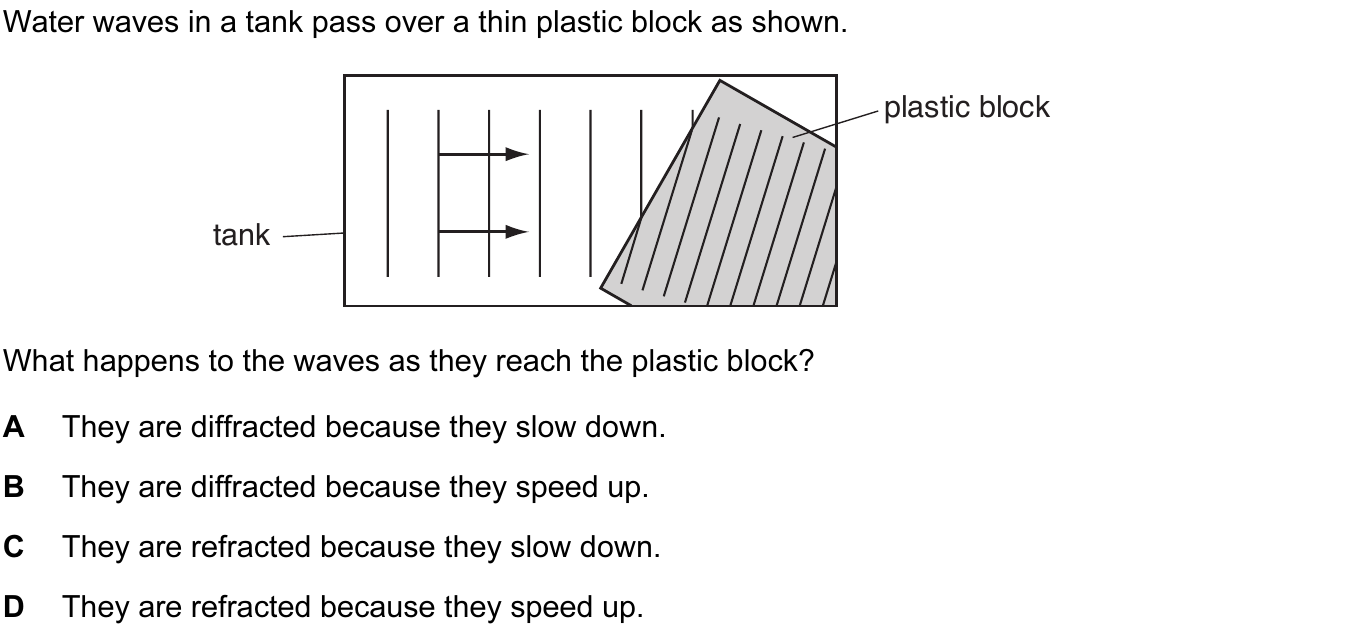 Water waves in a tank pass over a thin plastic block as shown.
plastic block
tank
What happens to the waves as they reach the plastic block?
A They are diffracted because they slow down.
B They are diffracted because they speed up.
C They are refracted because they slow down.
D They are refracted because they speed up.